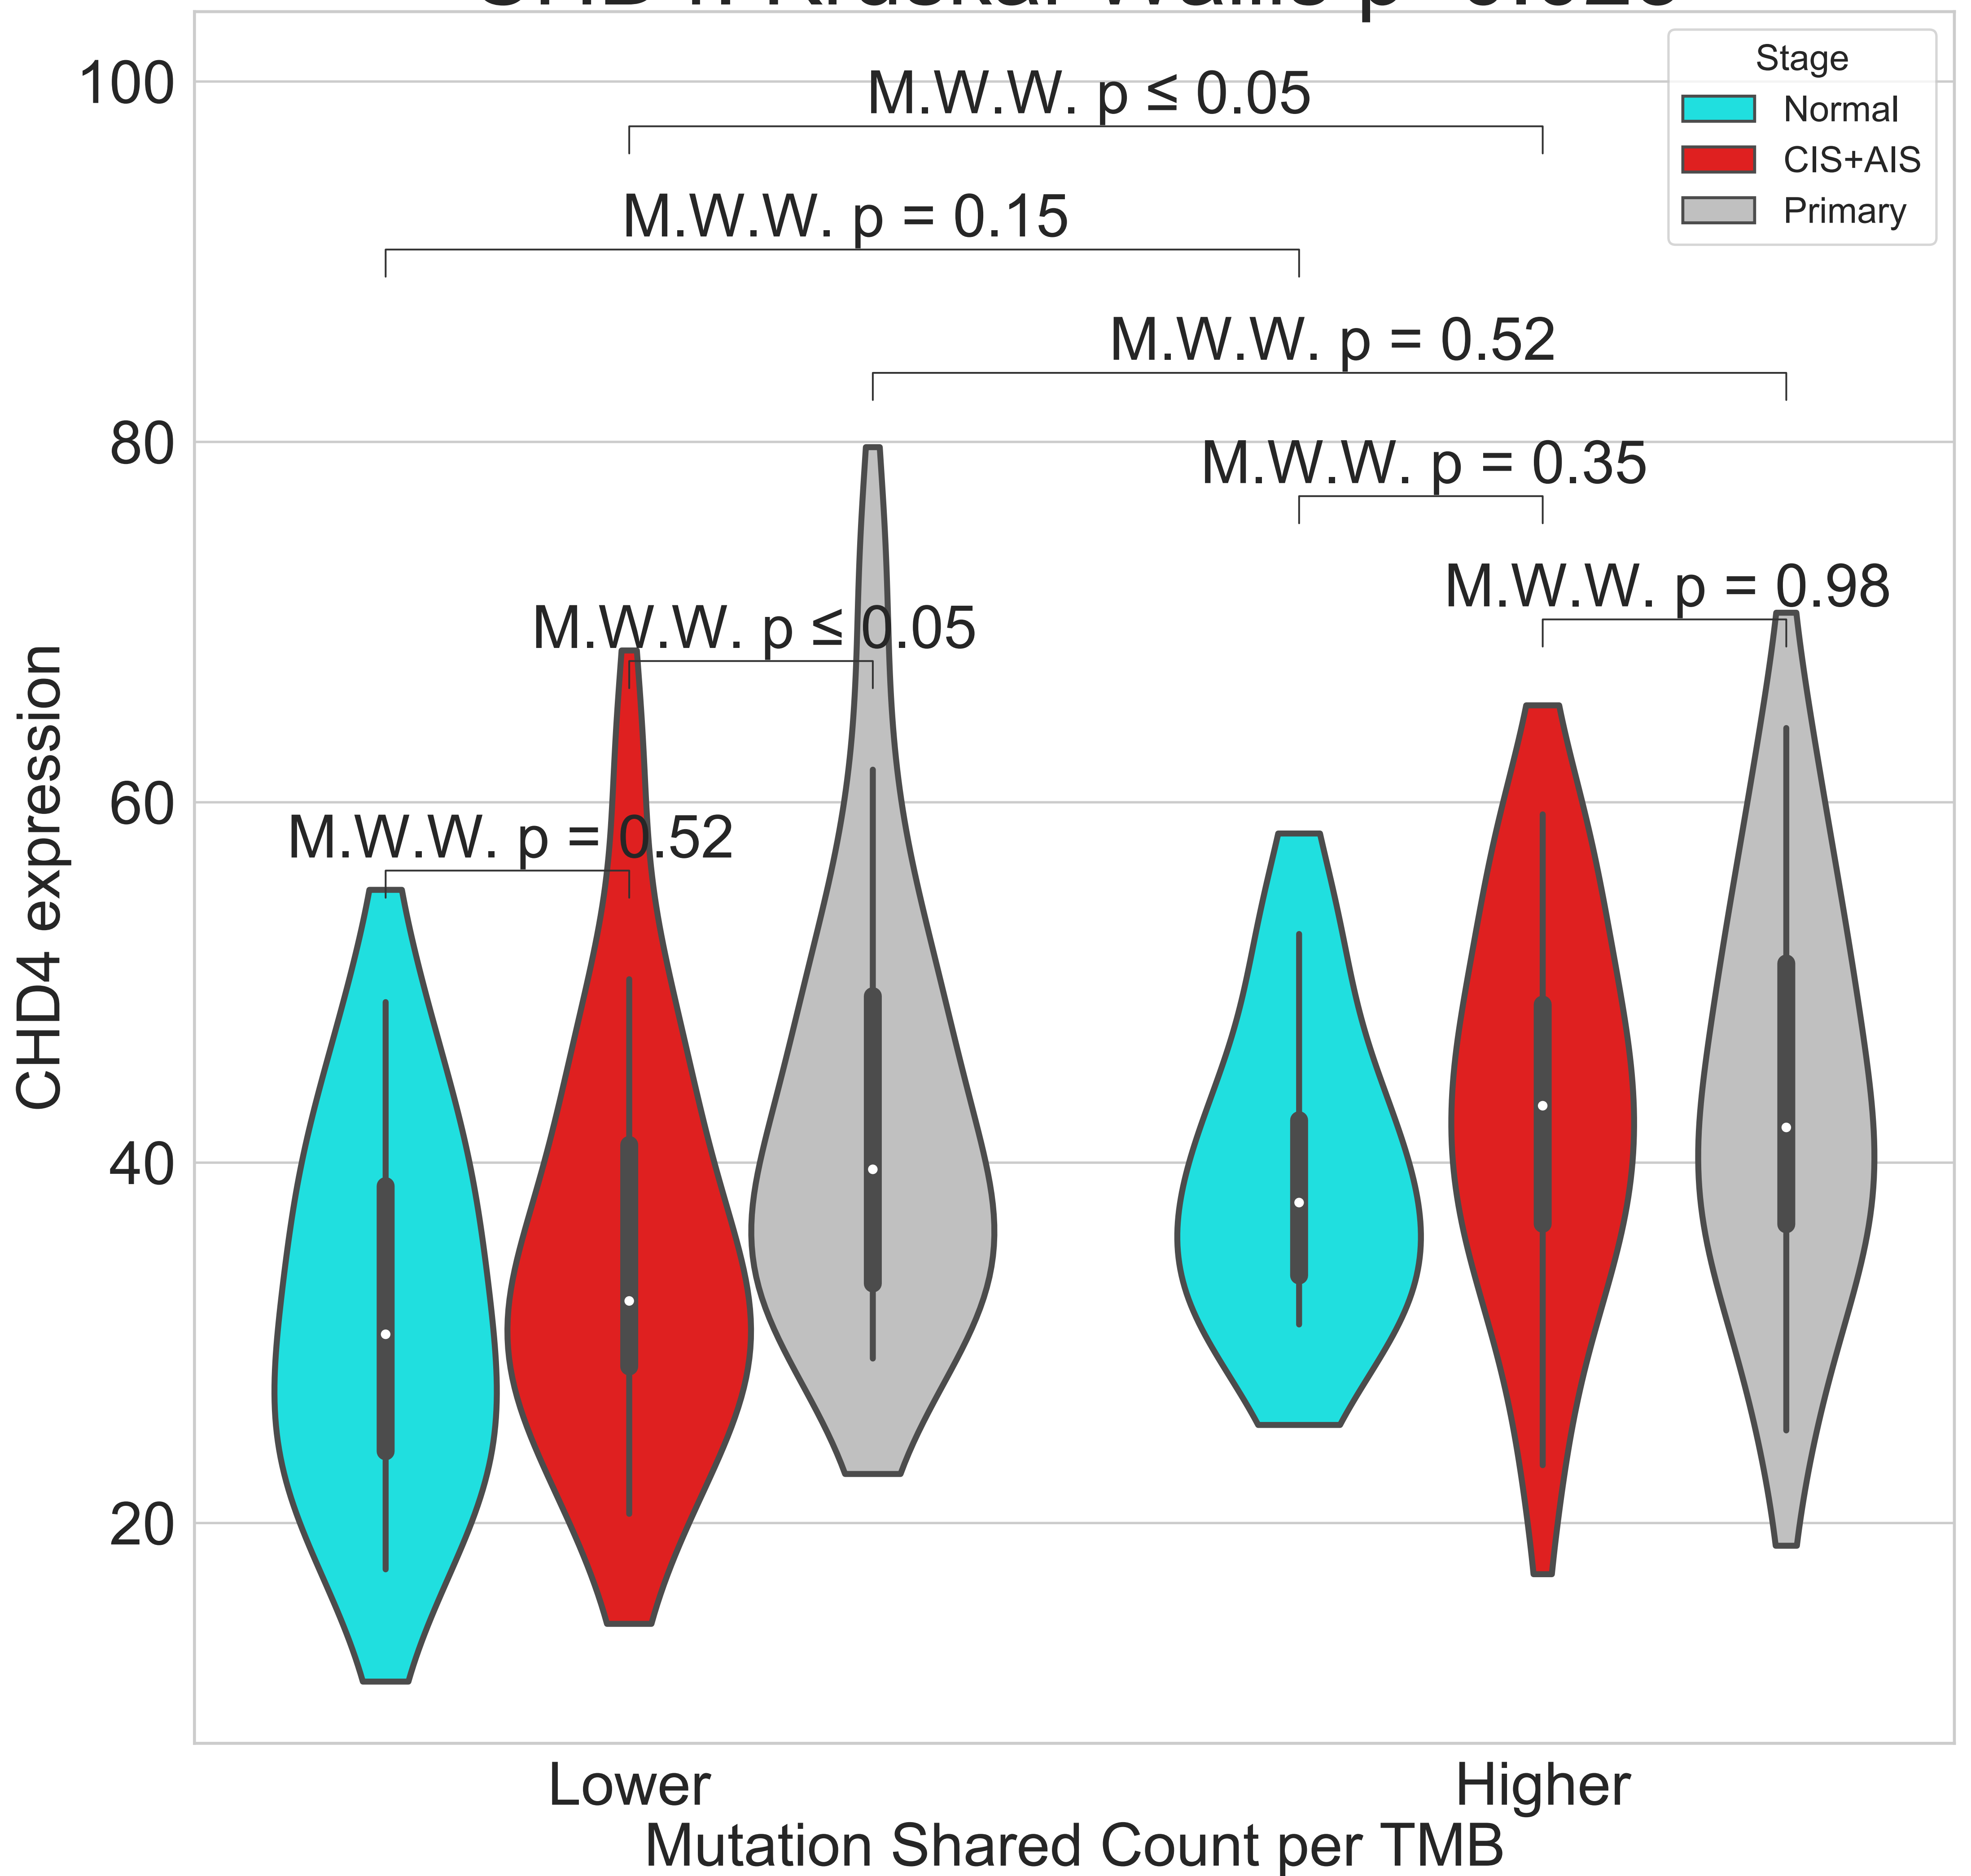 100
80
60
40
20
CHD4 expression
M.W.W. p ≤ 0.05
M.W.W. p = 0.15
M.W.W. p = 0.52
M.W.W. p = 0.35
M.W.W. p = 0.98
M.W.W. p ≤ 0.05
M.W.W. p = 0.52
Stage
Normal
CIS+AIS
Primary
Lower
Higher
Mutation Shared Count per TMB